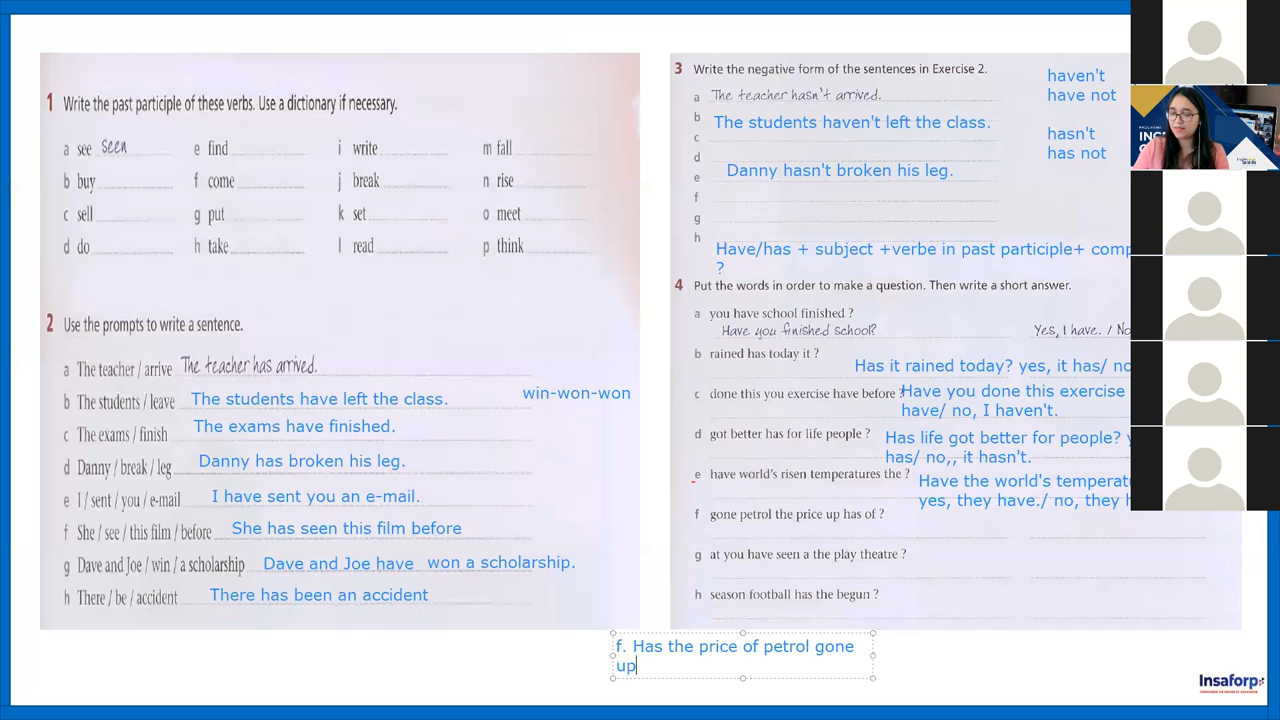 1 Write the past participle of these verbs. Use a dictionary if necessary.
a see seen e find i write m fall
b buy f come j break n rise
c sell g put k set o meet
d do h take l read p think
2 Use the prompts to write a sentence.
a The teacher / arrive The teacher has arrived.
win-won-won
b The students / leave The students have left the class.
c The exams / finish The exams have finished.
d Danny / break / leg Danny has broken his leg.
e I / sent / you / e-mail I have sent you an e-mail.
f She / see / this film / before She has seen this film before
g Dave and Joe / win / a scholarship Dave and Joe have won a scholarship.
h There / be / accident There has been an accident
3 Write the negative form of the sentences in Exercise 2.
haven't
have not
hasn't
has not
a The teacher hasn't arrived.
b The students haven't left the class.
c
d
e Danny hasn't broken his leg.
f
g
h
Have/has + subject +verbe in past participle+ comp
?
4 Put the words in order to make a question. Then write a short answer.
a you have school finished ?
Have you finished school? Yes, I have. / No
b rained has today it ?
Has it rained today? yes, it has/ no
c done this you exercise have before ?
Have you done this exercise
have/ no, I haven't.
d got better has for life people ?
Has life got better for people?
has/ no,, it hasn't.
e have world's risen temperatures the ?
Have the world's
yes, they have./ no, they
f gone petrol the price up has of ?
g at you have seen a the play theatre ?
h season football has the begun ?
f. Has the price of petrol gone
up
Insaforp